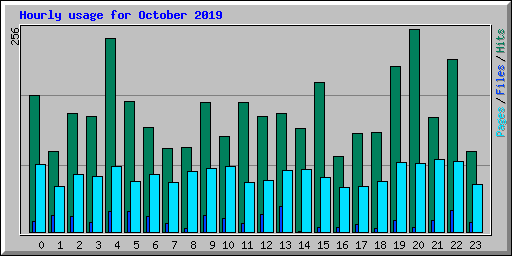 Hourly usage for October 2019
256
Pages/Files/Hits
0 1 2 3 4 5 6 7 8 9 10 11 12 13 14 15 16 17 18 19 20 21 22 23